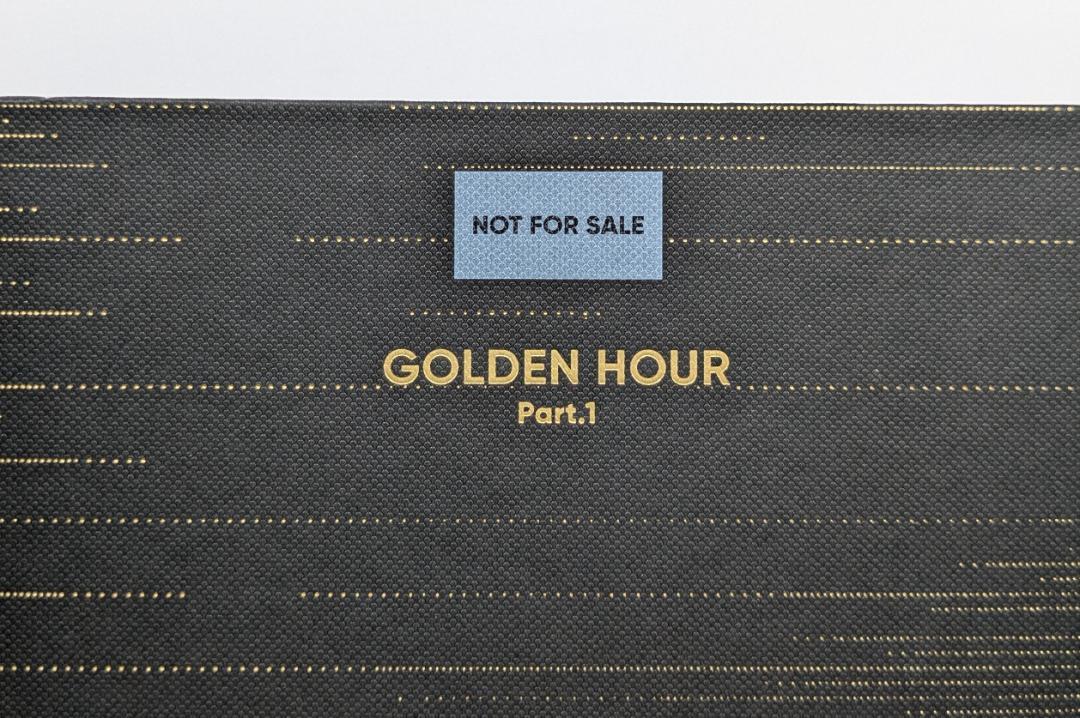 NOT FOR SALE
GOLDEN HOUR
Part.1